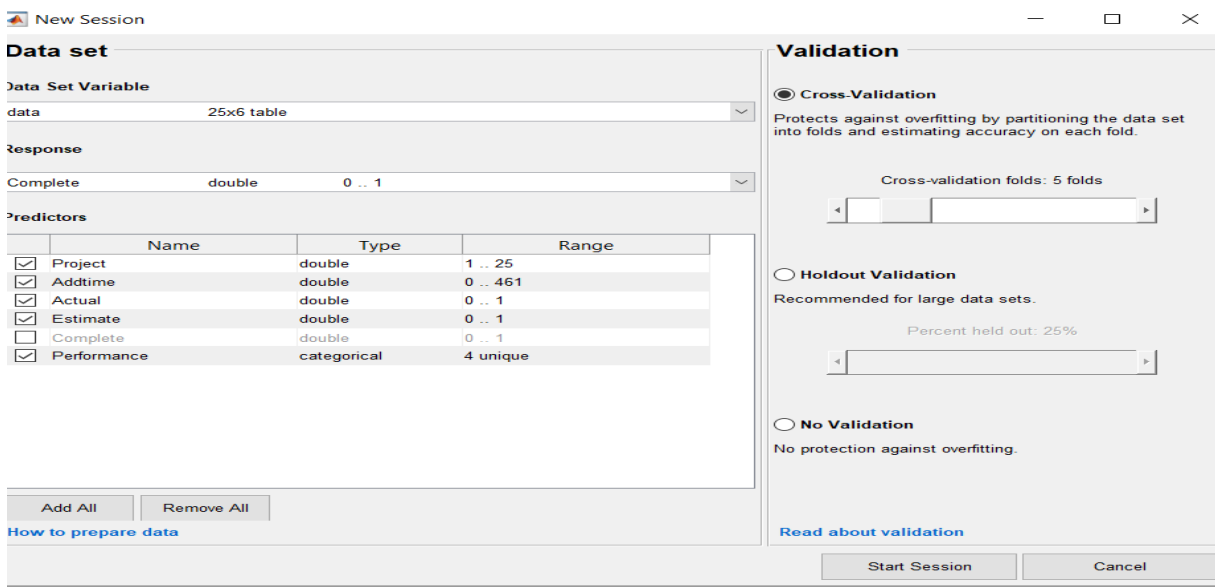 New Session
Data set
Data Set Variable
data 25x6 table
Response
Complete double 0 .. 1
Predictors
Name Type Range
Project double 1 .. 25
Addtime double 0 .. 461
Actual double 0 .. 1
Estimate double 0 .. 1
Complete double 0 .. 1
Performance categorical 4 unique
Add All Remove All
How to prepare data
Validation
Cross-Validation
Protects against overfitting by partitioning the data set
into folds and estimating accuracy on each fold.
Cross-validation folds: 5 folds
Holdout Validation
Recommended for large data sets.
Percent held out: 25%
No Validation
No protection against overfitting.
Read about validation
Start Session Cancel